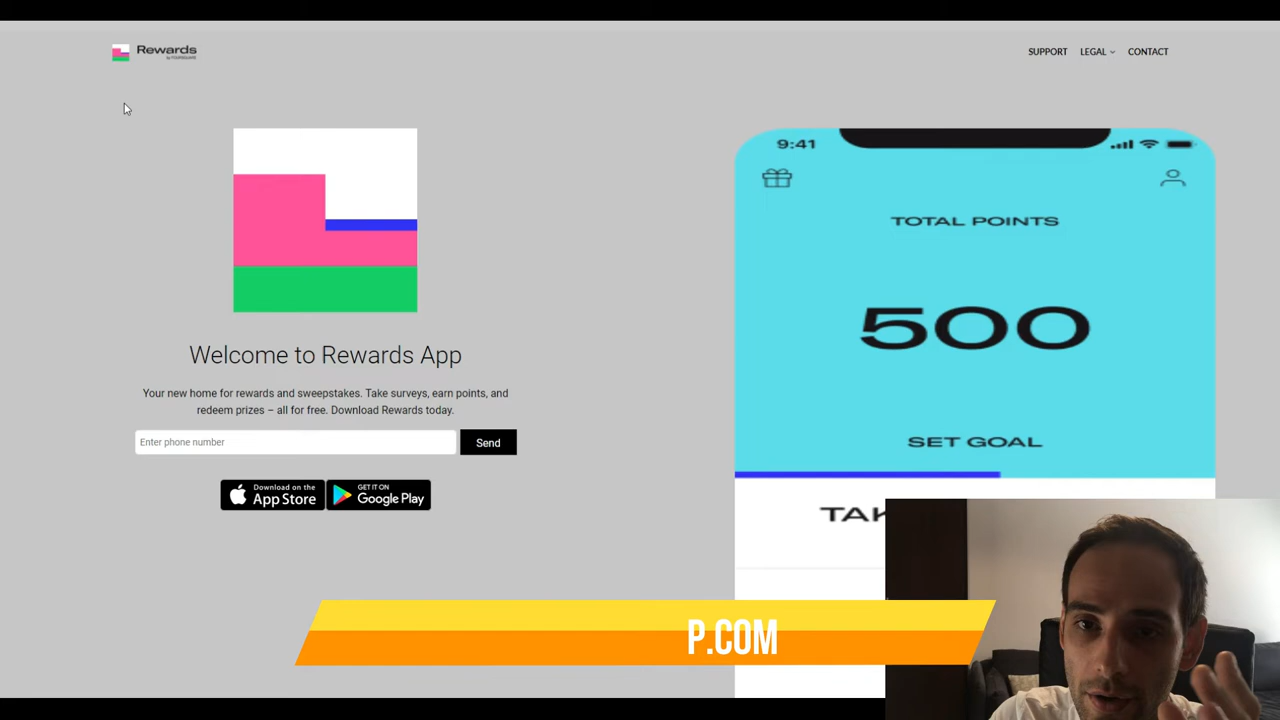 Rewards
by FOURSQUARE
SUPPORT
LEGAL
CONTACT
9:41
TOTAL POINTS
500
Welcome to Rewards App
Your new home for rewards and sweepstakes. Take surveys, earn points, and
redeem prizes – all for free. Download Rewards today.
Enter phone number
Send
SET GOAL
Download on the
App Store
GET IT ON
Google Play
P.COM